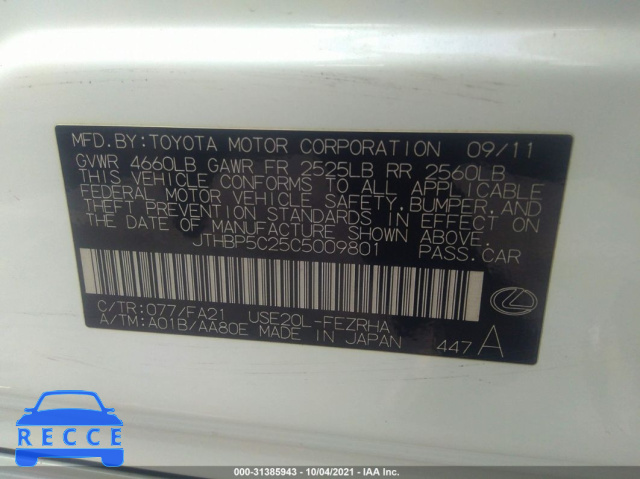 MFD.BY:TOYOTA MOTOR CORPORATION 09/11
GVWR 4660LB GAWR FR 2525LB RR 2560LB
THIS VEHICLE CONFORMS TO ALL APPLICABLE
FEDERAL MOTOR VEHICLE SAFETY,BUMPER,AND
THEFT PREVENTION STANDARDS IN EFFECT ON
THE DATE OF MANUFACTURE SHOWN ABOVE.
JTHBP5C25C5009801 PASS.CAR
C/TR:077/FA21 USE20L-FEZRHA
A/TM:A01B/AA80E MADE IN JAPAN 447A
RECCE
000-31385943 - 10/04/2021 - IAA Inc.